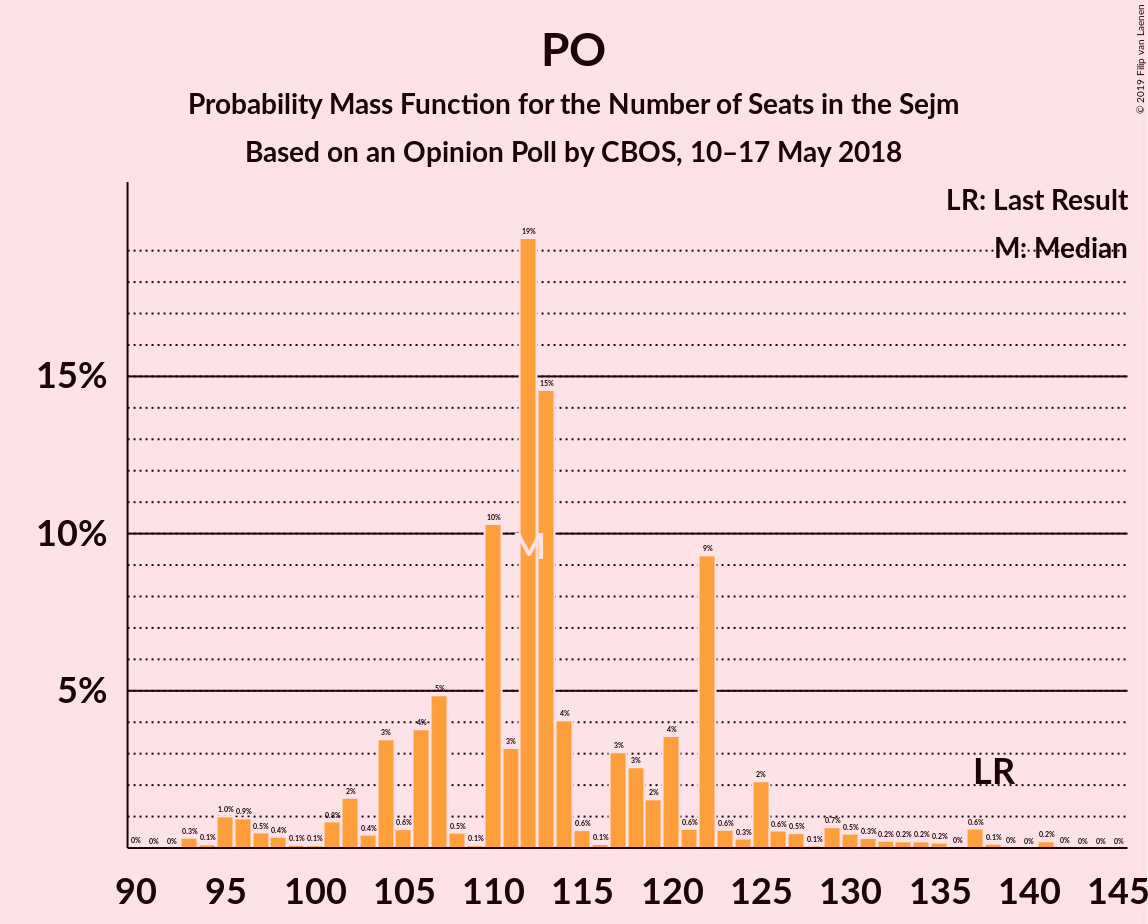 PO
Probability Mass Function for the Number of Seats in the Sejm
Based on an Opinion Poll by CBOS, 10–17 May 2018
© 2019 Filip van Laenen
LR: Last Result
M: Median
15%
10%
5%
0% 0% 0% 0.3% 0.1% 1.0% 0.9% 0.5% 0.4% 0.1% 0.1% 0.8% 2% 0.4% 3% 0.6% 4% 5% 0.5% 0.1% 10% 3% 19% 15% 4% 0.6% 0.1% 3% 3% 2% 4% 0.6% 9% 0.6% 0.3% 2% 0.6% 0.5% 0.1% 0.7% 0.5% 0.3% 0.2% 0.2% 0.2% 0.2% 0% 0.6% 0.1% 0% 0% 0.2% 0% 0% 0% 0%
M
LR
90 95 100 105 110 115 120 125 130 135 140 145